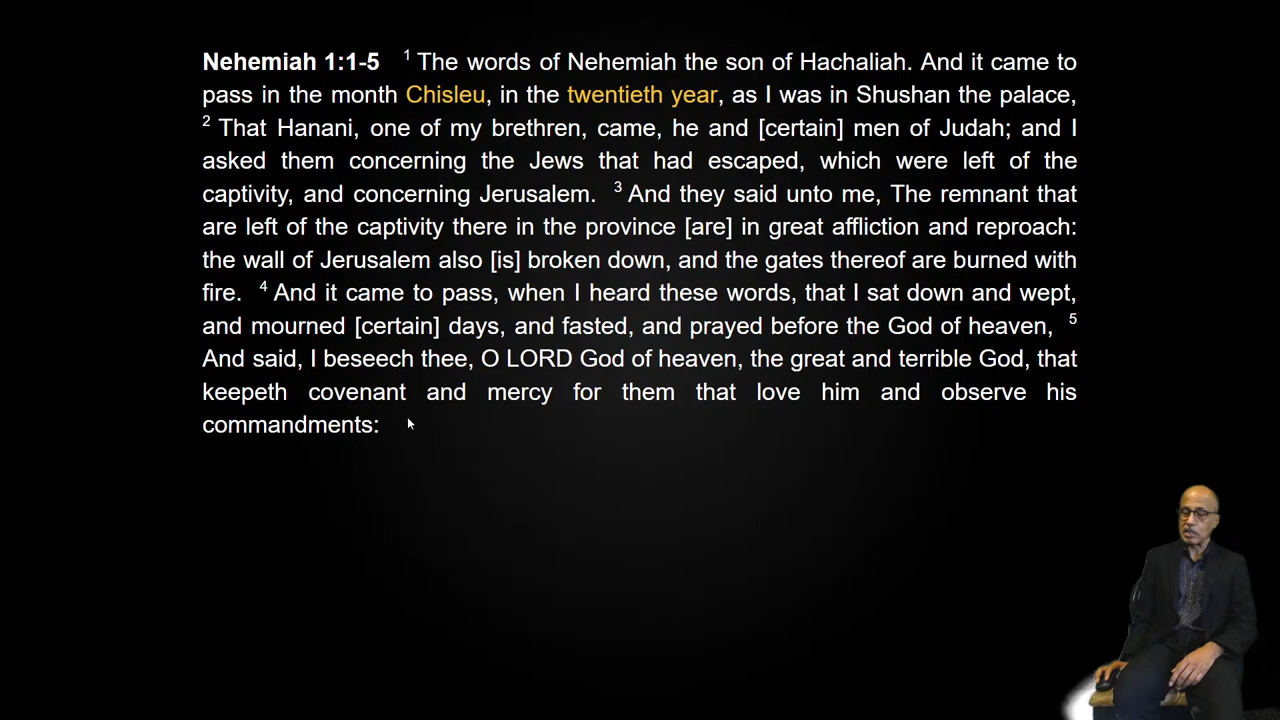 Nehemiah 1:1-5 1 The words of Nehemiah the son of Hachaliah. And it came to
pass in the month Chisleu, in the twentieth year, as I was in Shushan the palace,
2 That Hanani, one of my brethren, came, he and [certain] men of Judah; and I
asked them concerning the Jews that had escaped, which were left of the
captivity, and concerning Jerusalem. 3 And they said unto me, The remnant that
are left of the captivity there in the province [are] in great affliction and reproach:
the wall of Jerusalem also [is] broken down, and the gates thereof are burned with
fire. 4 And it came to pass, when I heard these words, that I sat down and wept,
and mourned [certain] days, and fasted, and prayed before the God of heaven, 5
And said, I beseech thee, O LORD God of heaven, the great and terrible God, that
keepeth covenant and mercy for them that love him and observe his
commandments: